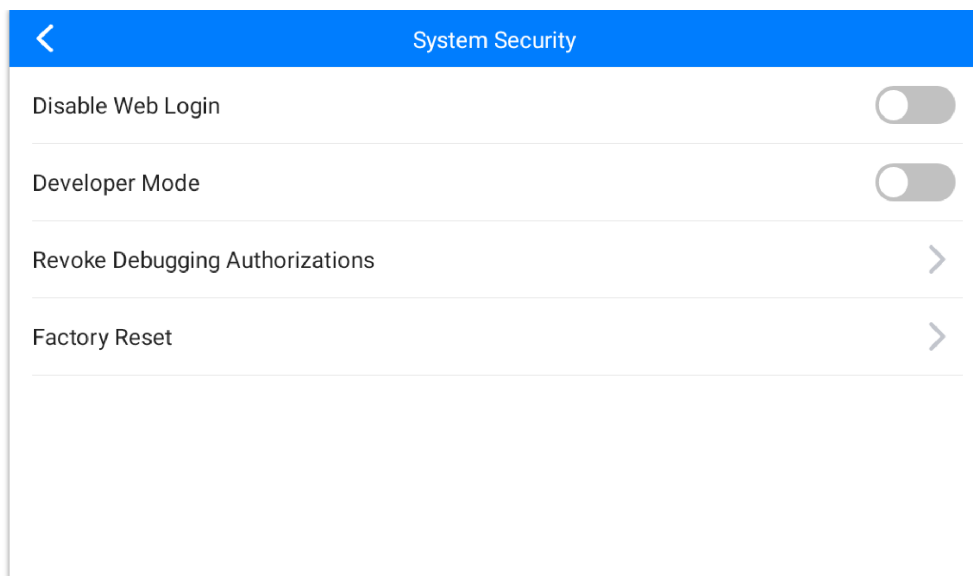 System Security
Disable Web Login
Developer Mode
Revoke Debugging Authorizations
Factory Reset